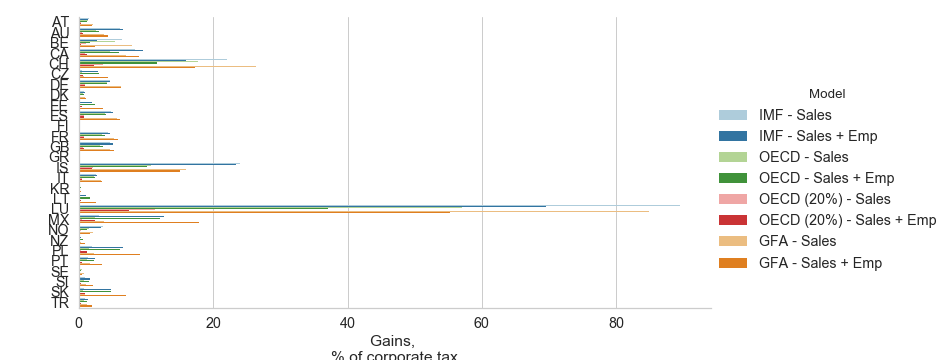 AT
AU
BE
CA
CH
CZ
DE
DK
EE
ES
FI
FR
GB
GR
IS
IT
KR
LT
LU
MX
NO
NZ
PL
PT
SE
SI
SK
TR
0 20 40 60 80
Gains,
% of corporate tax
Model
IMF - Sales
IMF - Sales + Emp
OECD - Sales
OECD - Sales + Emp
OECD (20%) - Sales
OECD (20%) - Sales + Emp
GFA - Sales
GFA - Sales + Emp